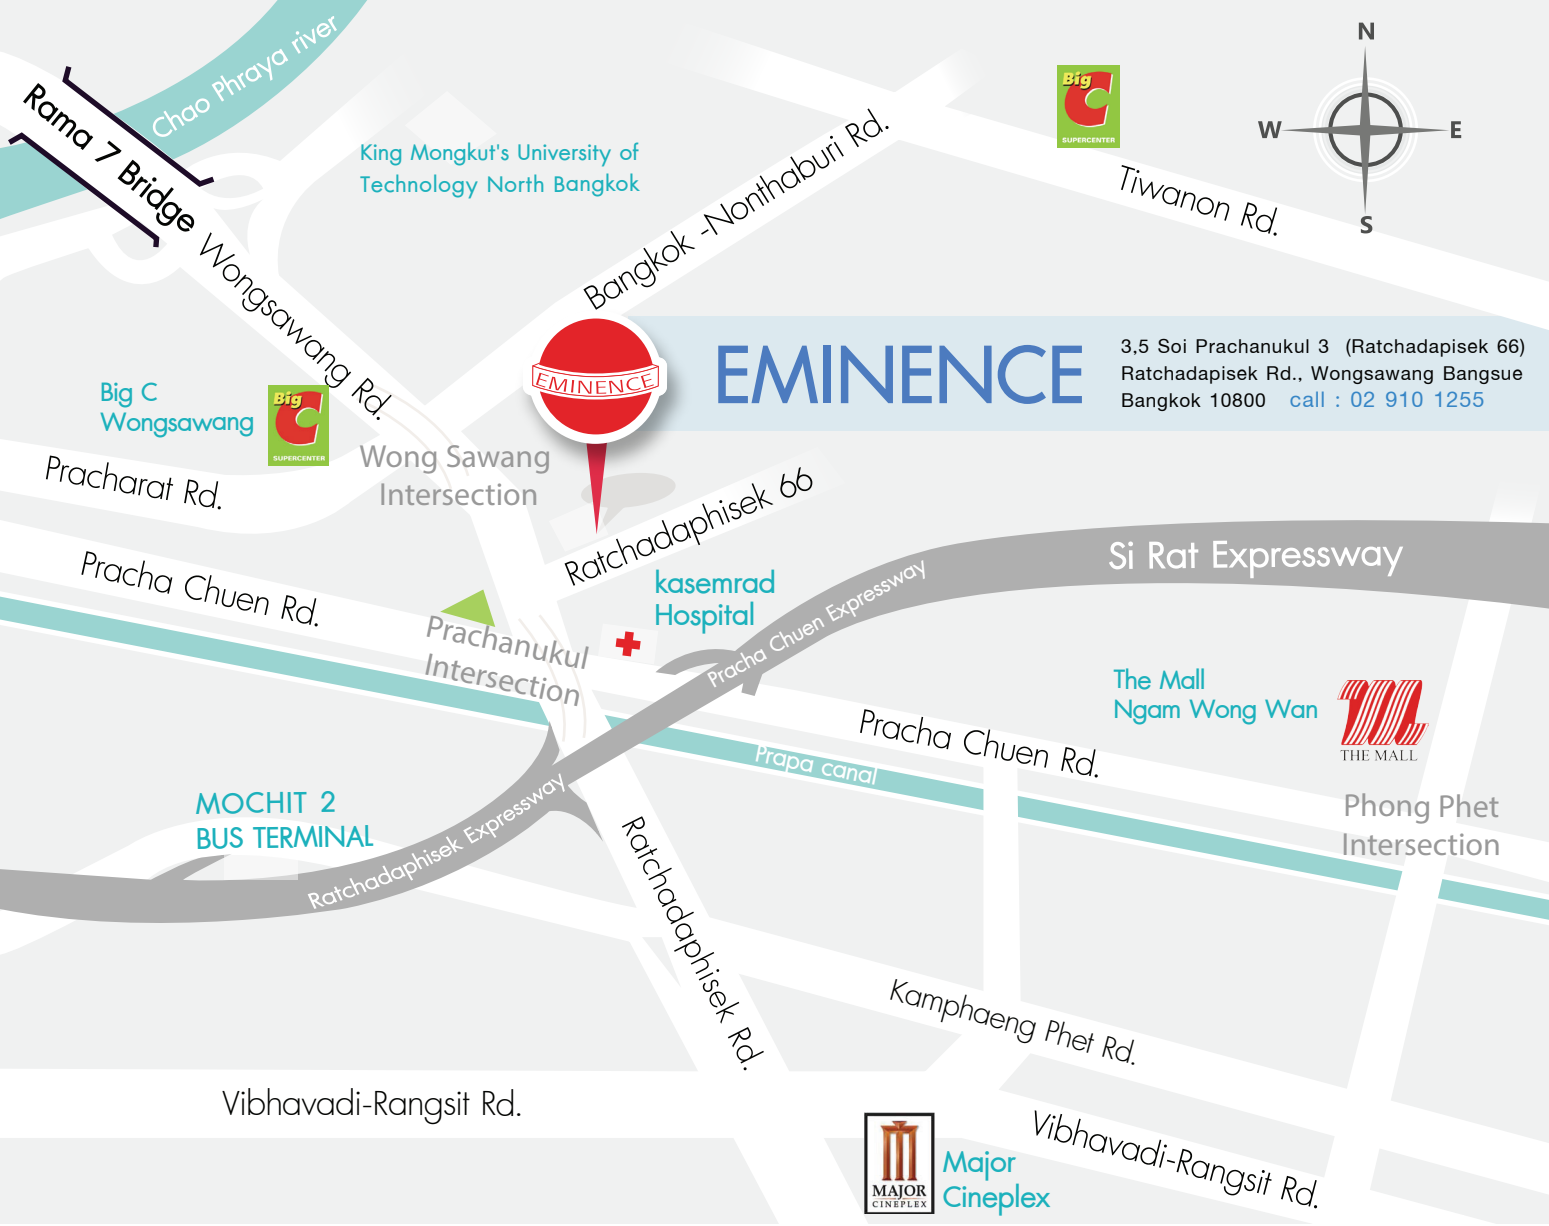 Chao Phraya river
Rama 7 Bridge
King Mongkut's University of
Technology North Bangkok
Bangkok -Nonthaburi Rd.
Big
C
SUPERCENTER
Tiwanon Rd.
N
W
E
S
Wongsawang Rd.
EMINENCE
EMINENCE
3,5 Soi Prachanukul 3 (Ratchadapisek 66)
Ratchadapisek Rd., Wongsawang Bangsue
Bangkok 10800 call : 02 910 1255
Big C
Wongsawang
Big
C
SUPERCENTER
Wong Sawang
Intersection
Pracharat Rd.
Ratchadaphisek 66
Si Rat Expressway
Pracha Chuen Rd.
kasemrad
Hospital
Pracha Chuen Expressway
Prachanukul
Intersection
The Mall
Ngam Wong Wan
THE MALL
Pracha Chuen Rd.
Prapa canal
Phong Phet
Intersection
MOCHIT 2
BUS TERMINAL
Ratchadaphisek Expressway
Ratchadaphisek Rd.
Kamphaeng Phet Rd.
Vibhavadi-Rangsit Rd.
Vibhavadi-Rangsit Rd.
MAJOR
CINEPLEX
Major
Cineplex